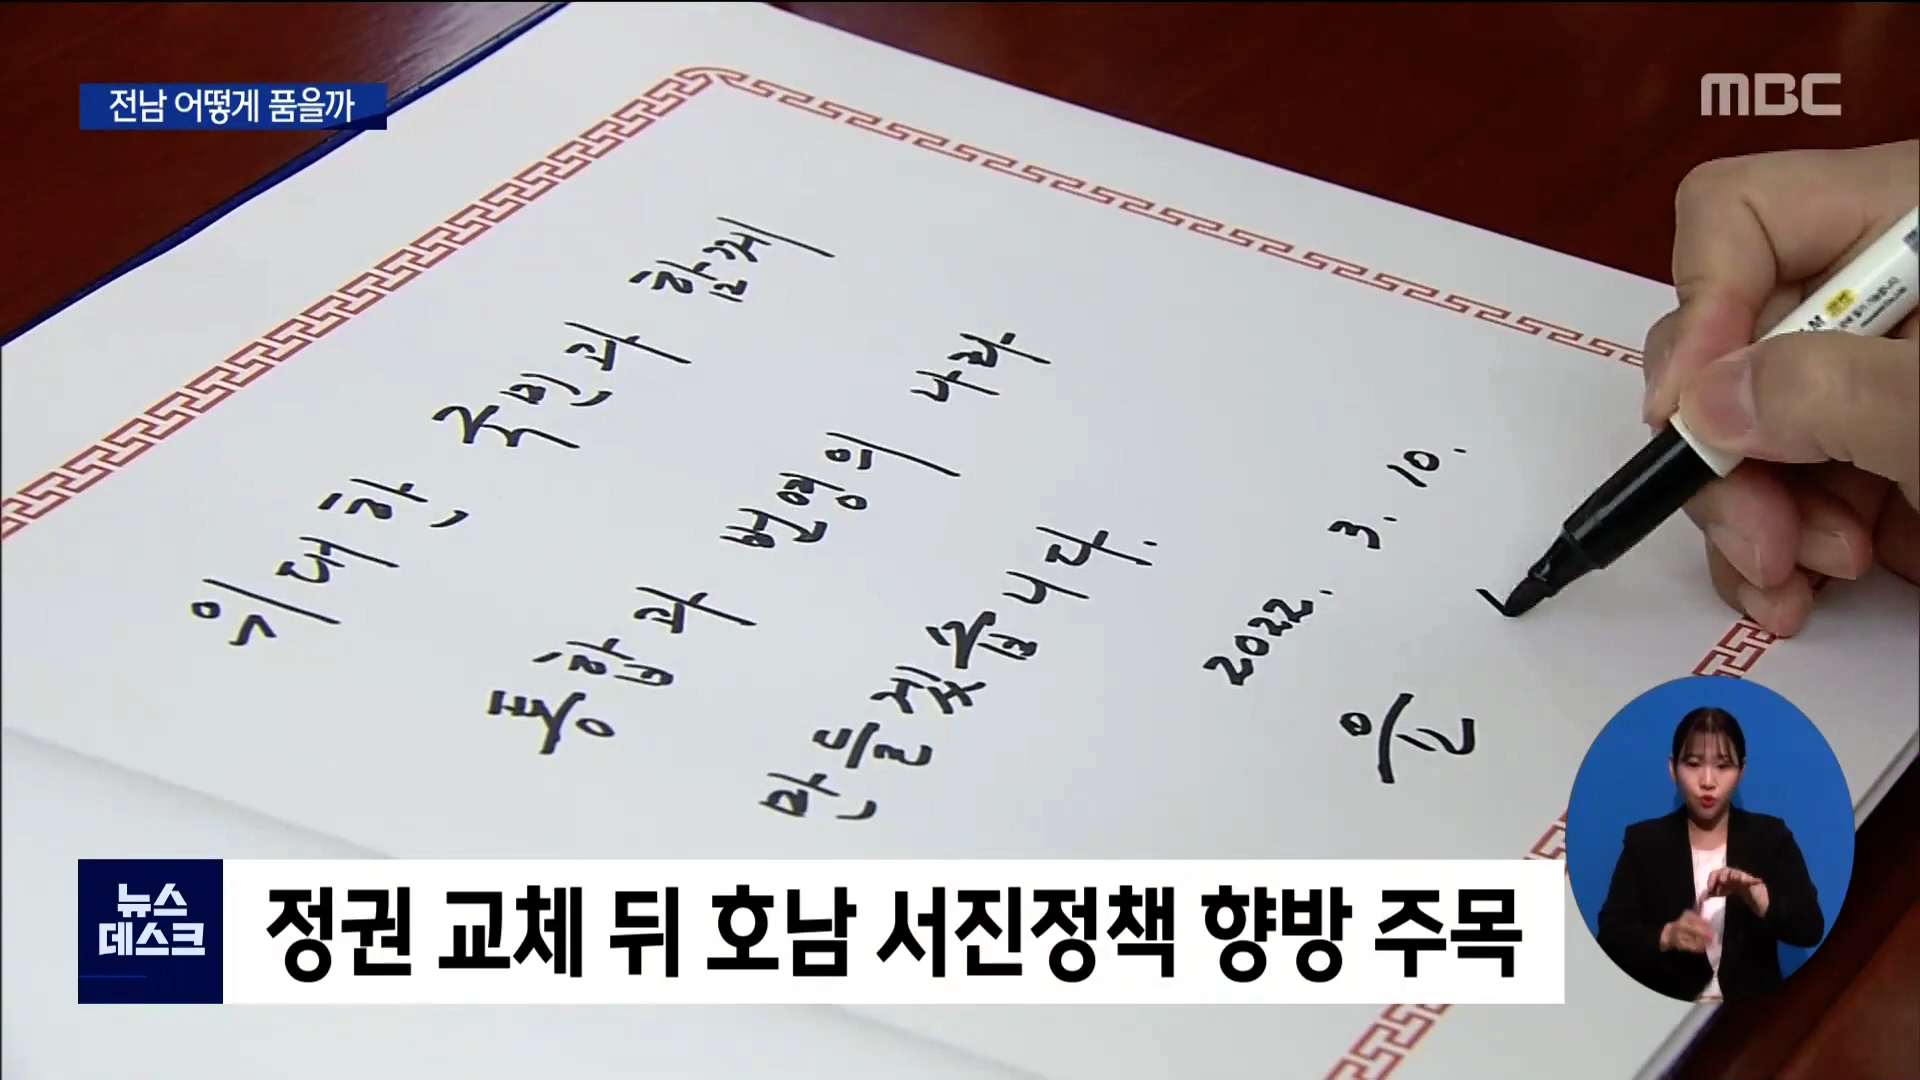 전남 어떻게 품을까
MBC
위대한 국민과 함께
통합과 번영의 나라
만들겠습니다.
2022. 3. 10.
윤
뉴스
데스크
정권 교체 뒤 호남 서진정책 향방 주목